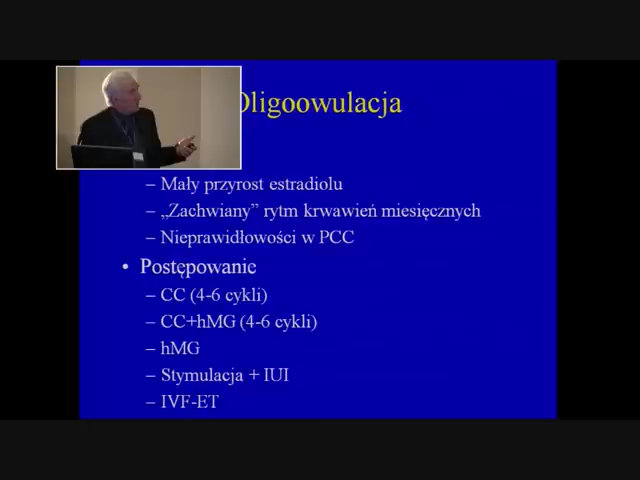 Oligoowulacja
– Mały przyrost estradiolu
– „Zachwiany” rytm krwawień miesięcznych
– Nieprawidłowości w PCC
• Postępowanie
– CC (4-6 cykli)
– CC+hMG (4-6 cykli)
– hMG
– Stymulacja + IUI
– IVF-ET